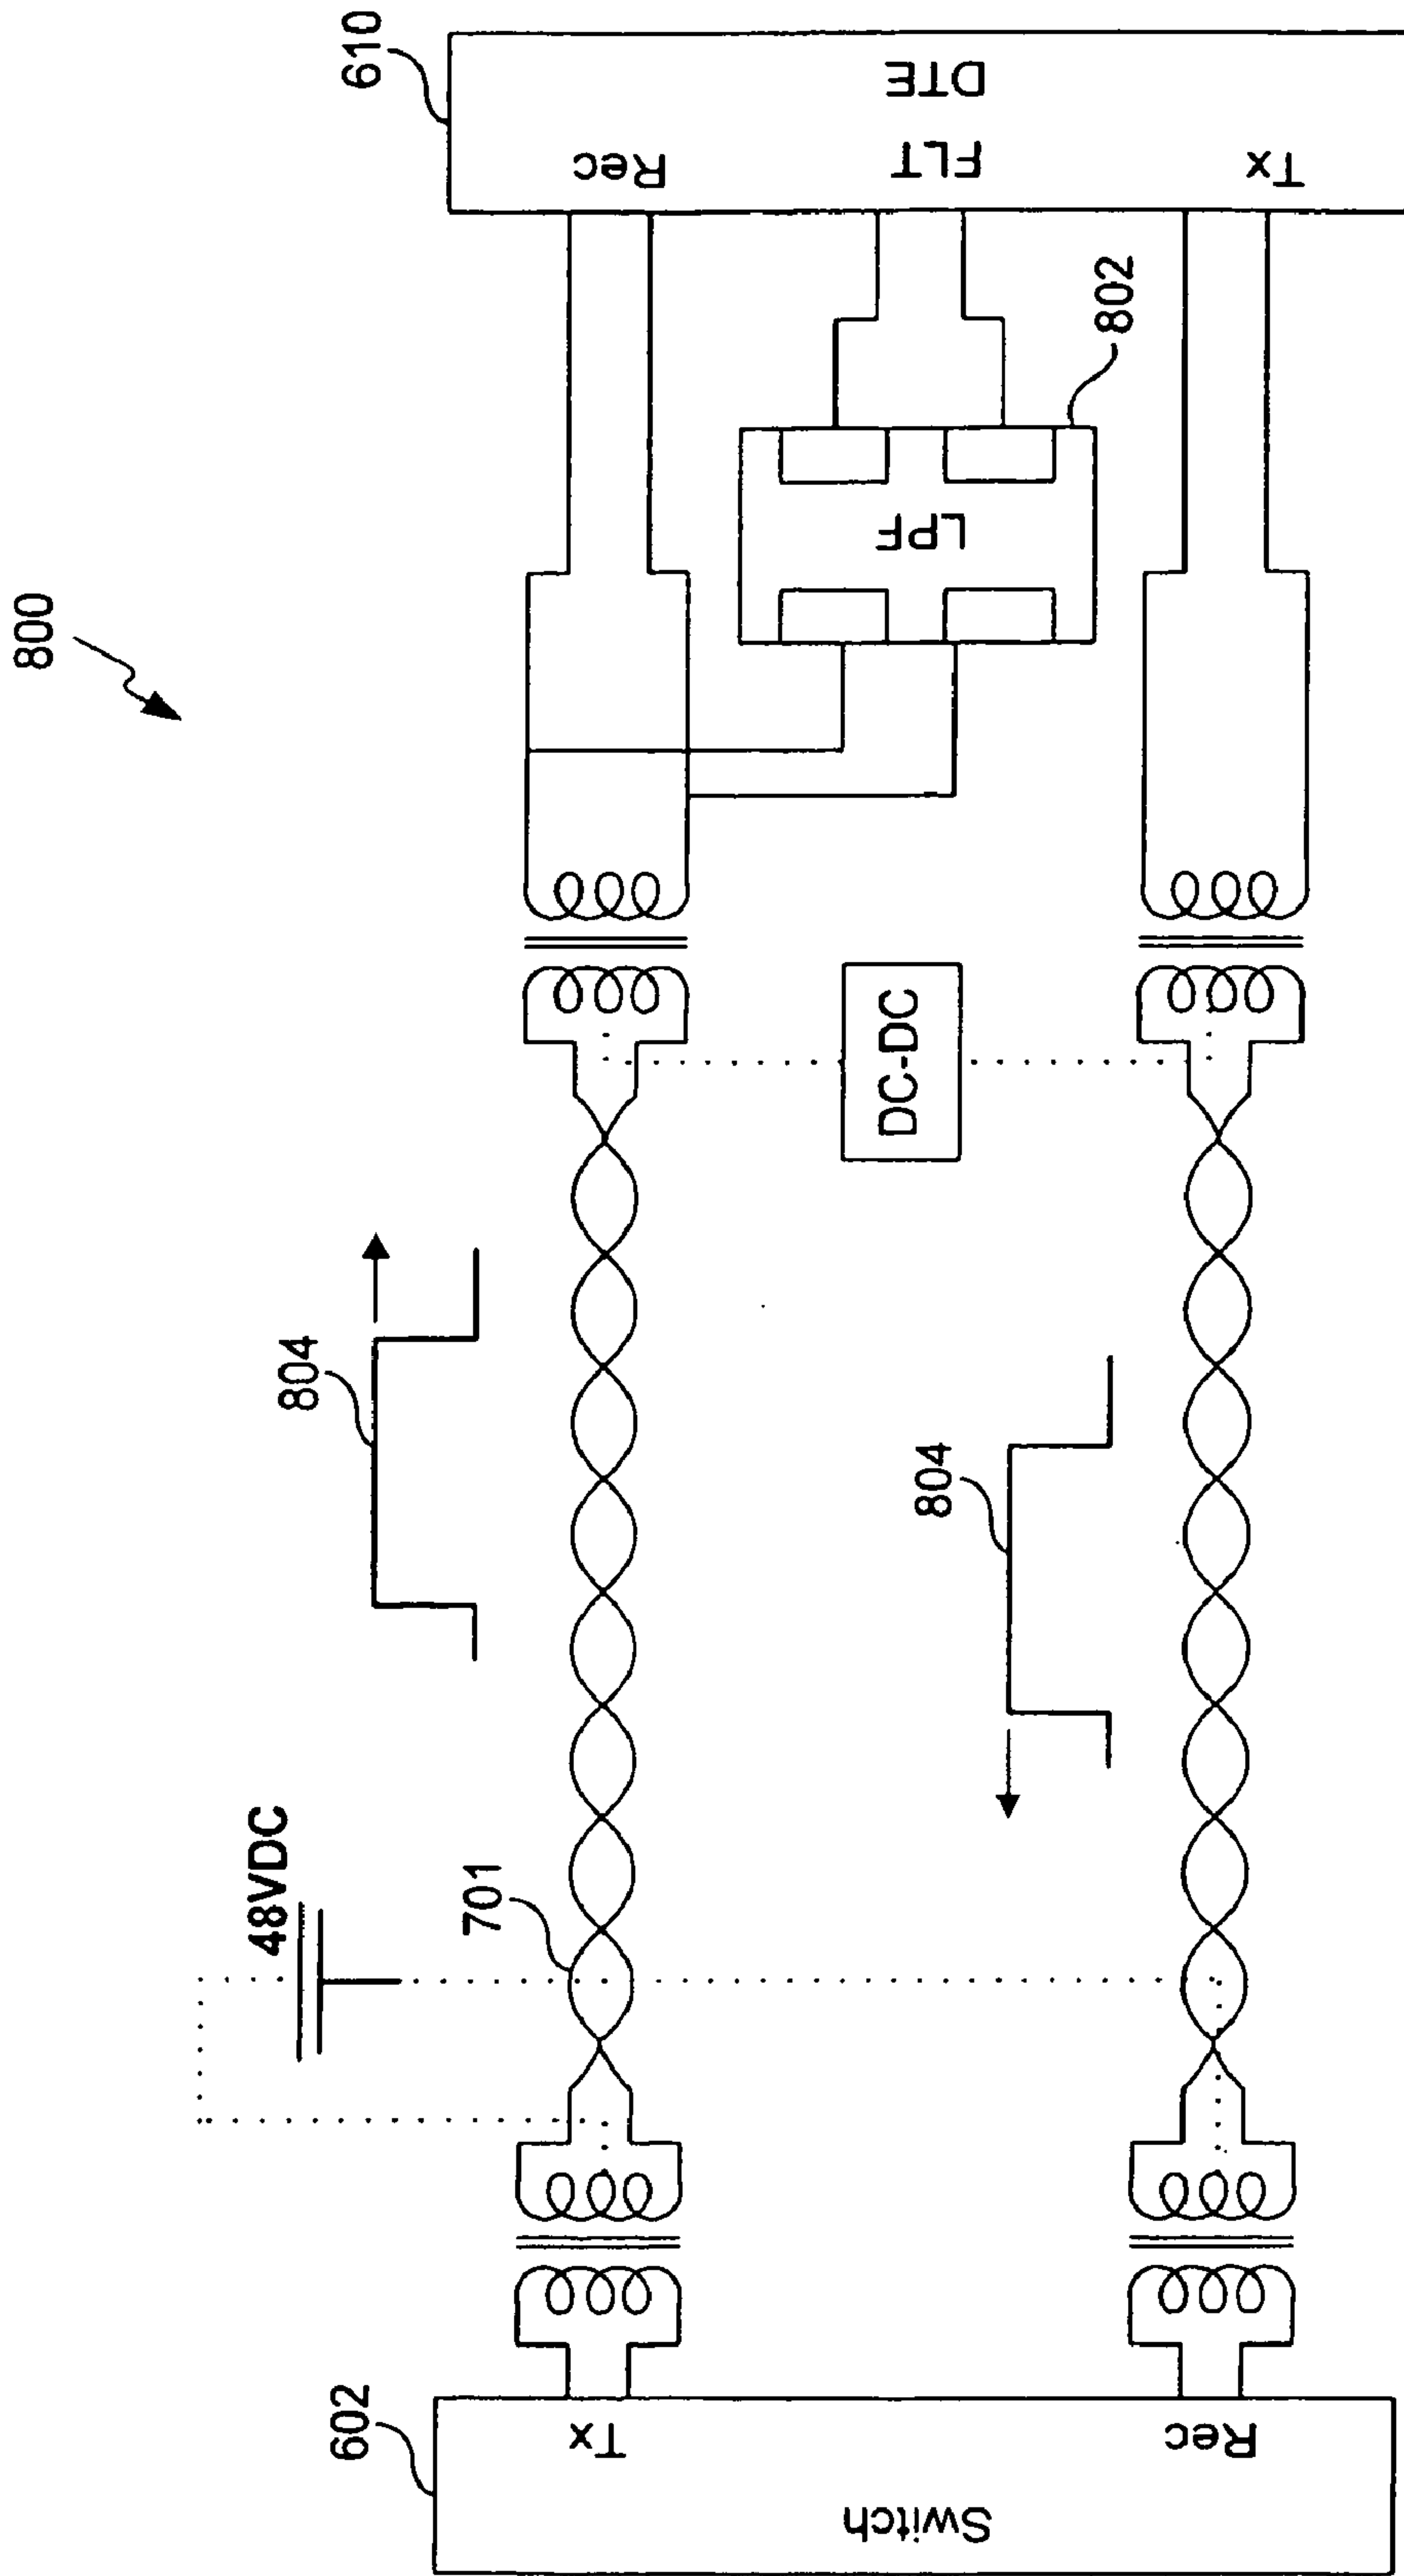 800
610
DTE
Rec
FLT
Tx
802
LPF
DC-DC
804
804
48VDC
701
602
Tx
Rec
Switch